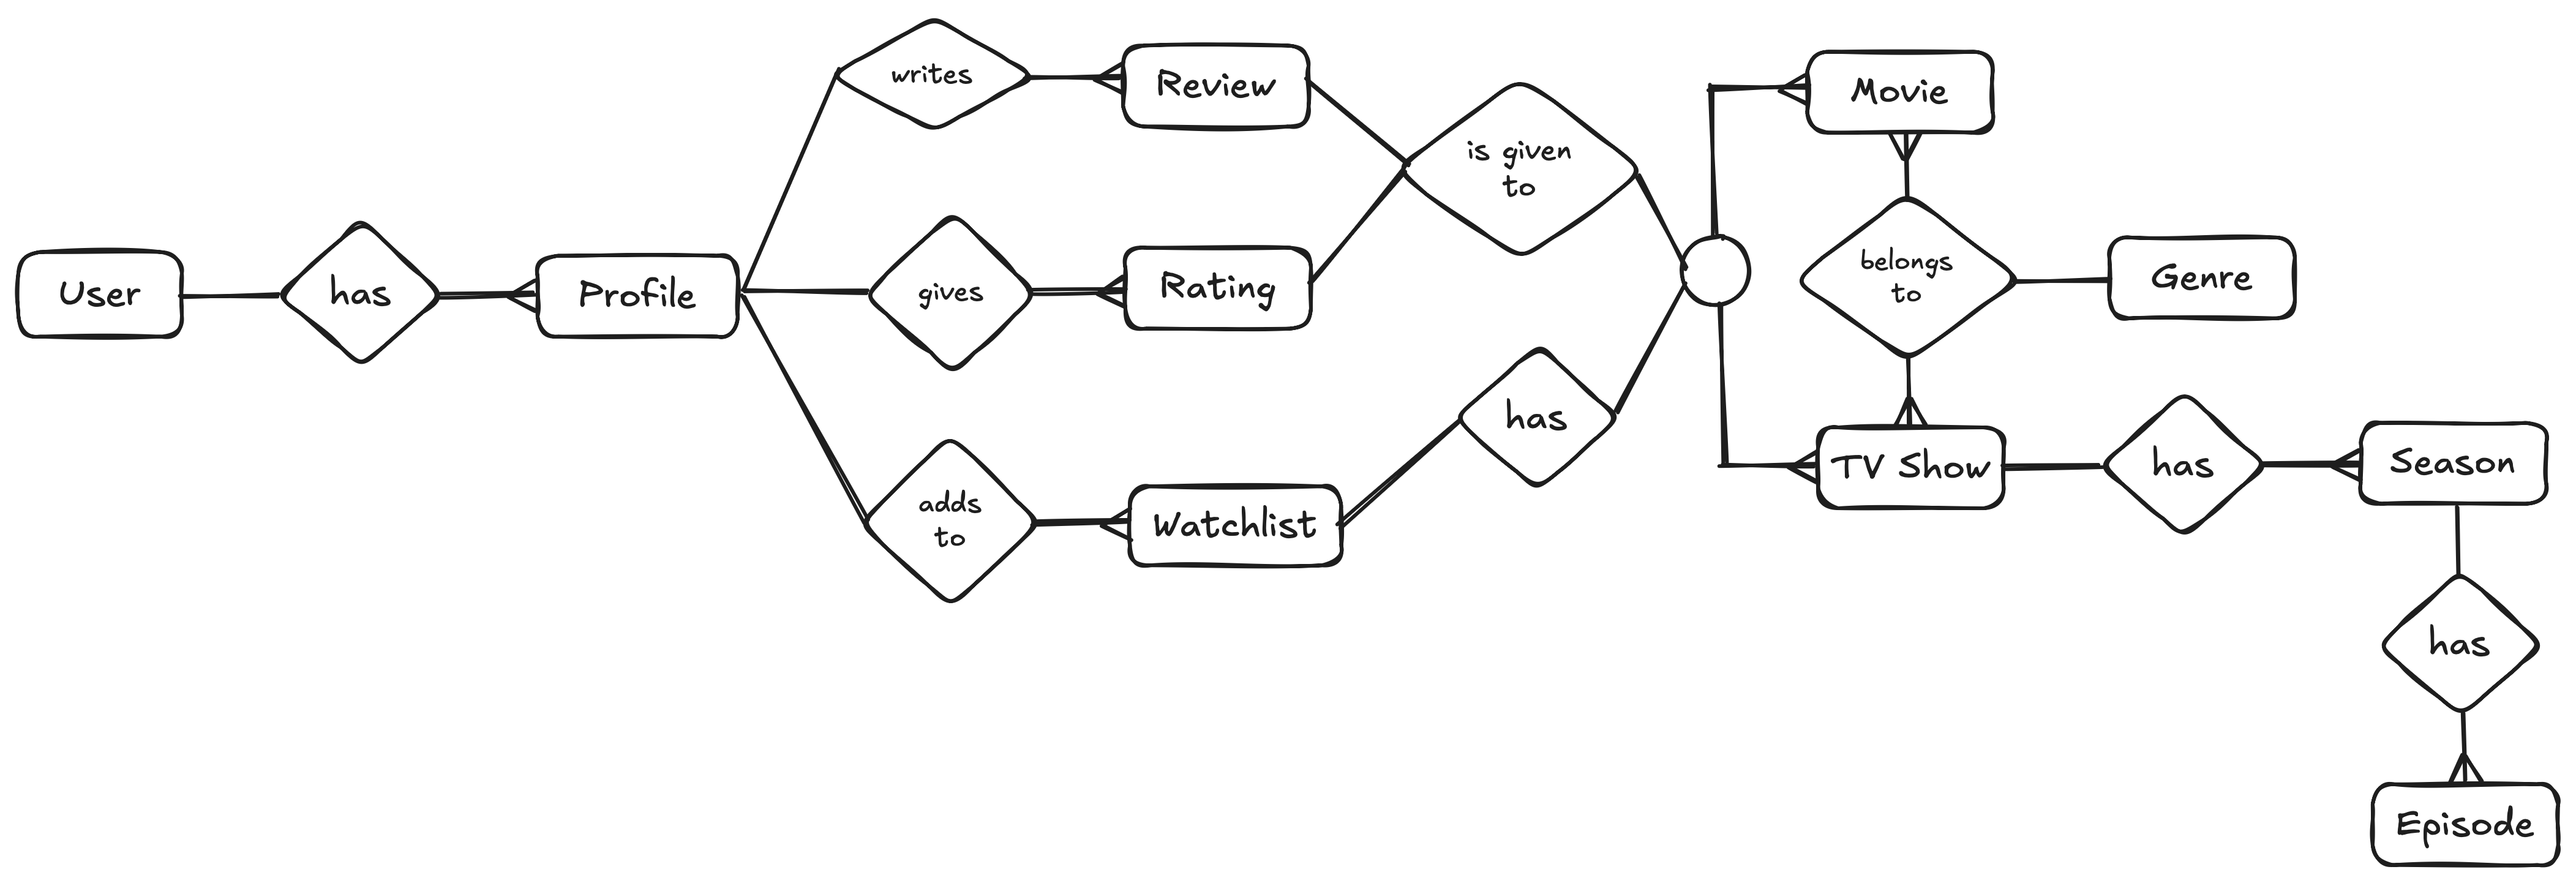 writes
Review
Movie
is given
to
User
has
Profile
gives
Rating
belongs
to
Genre
has
adds
to
Watchlist
TV Show
has
Season
has
Episode